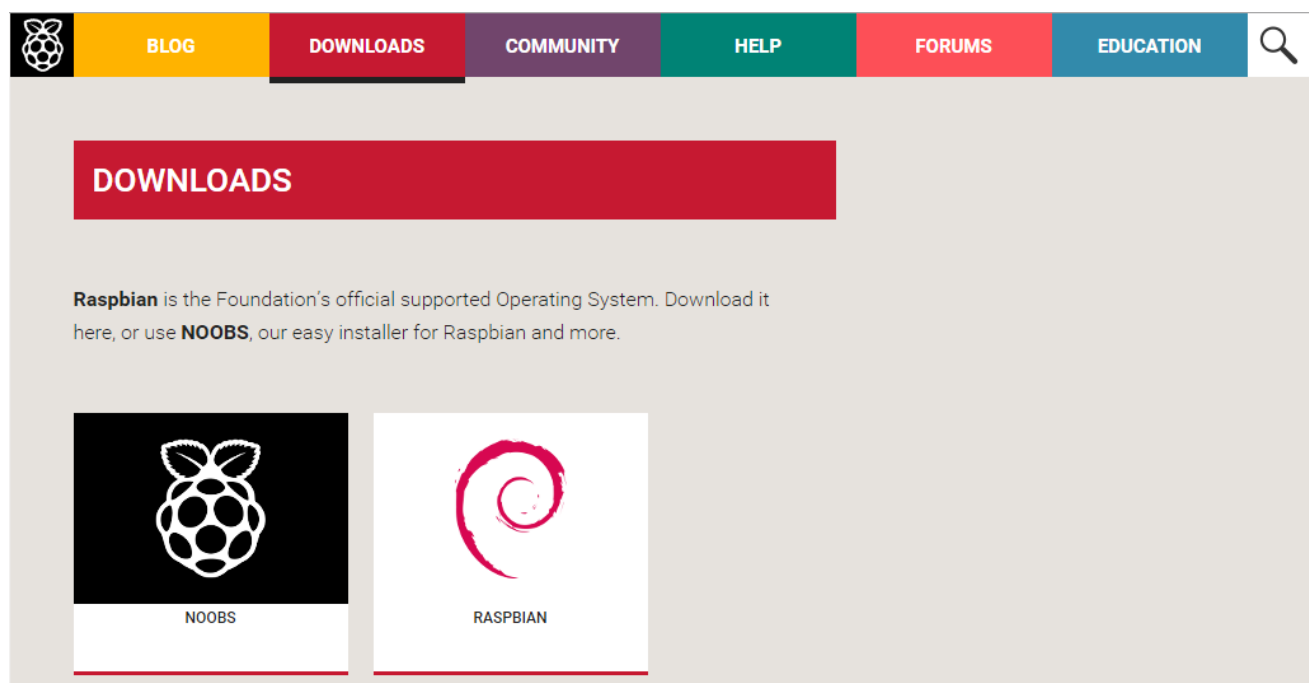 BLOG DOWNLOADS COMMUNITY HELP FORUMS EDUCATION
DOWNLOADS
Raspbian is the Foundation's official supported Operating System. Download it
here, or use NOOBS, our easy installer for Raspbian and more.
NOOBS RASPBIAN